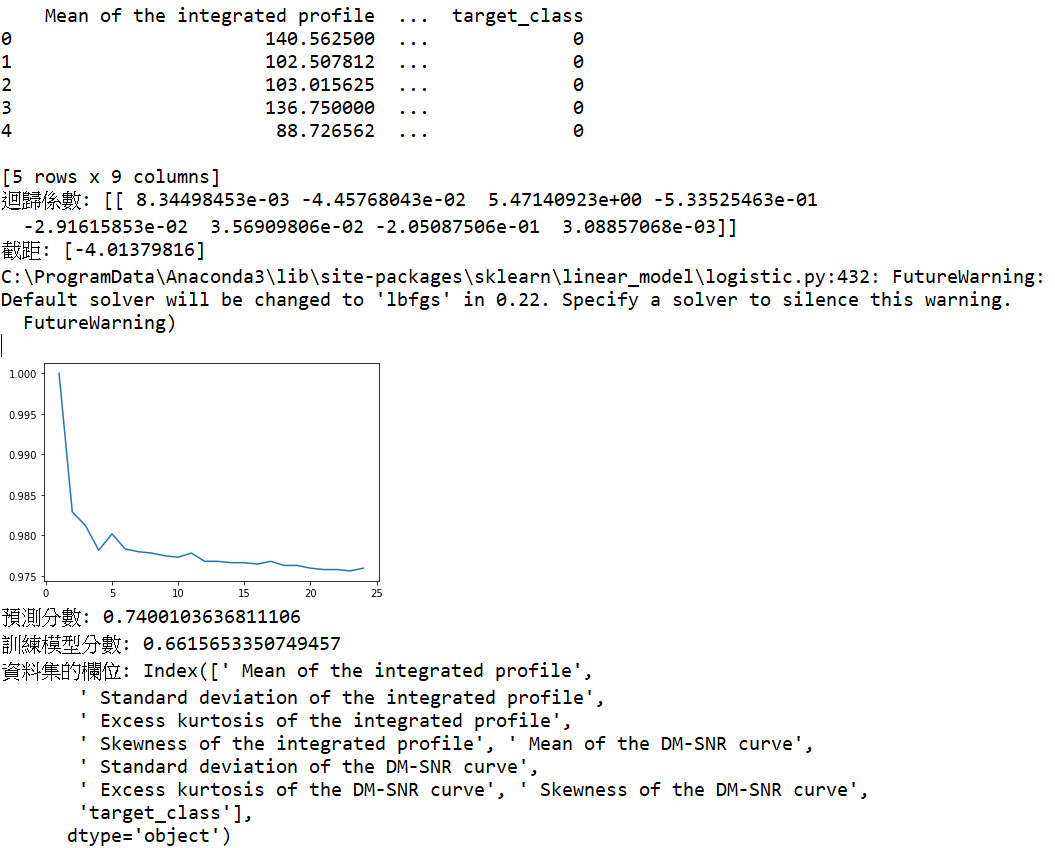 Mean of the integrated profile ... target_class
0 140.562500 ... 0
1 102.507812 ... 0
2 103.015625 ... 0
3 136.750000 ... 0
4 88.726562 ... 0
[5 rows x 9 columns]
迴歸係數: [[ 8.34498453e-03 -4.45768043e-02 5.47140923e+00 -5.33525463e-01
-2.91615853e-02 3.56909806e-02 -2.05087506e-01 3.08857068e-03]]
截距: [-4.01379816]
C:\ProgramData\Anaconda3\lib\site-packages\sklearn\linear_model\logistic.py:432: FutureWarning:
Default solver will be changed to 'lbfgs' in 0.22. Specify a solver to silence this warning.
FutureWarning)
1.000
0.995
0.990
0.985
0.980
0.975
0 5 10 15 20 25
預測分數: 0.7400103636811106
訓練模型分數: 0.6615653350749457
資料集的欄位: Index([' Mean of the integrated profile',
' Standard deviation of the integrated profile',
' Excess kurtosis of the integrated profile',
' Skewness of the integrated profile', ' Mean of the DM-SNR curve',
' Standard deviation of the DM-SNR curve',
' Excess kurtosis of the DM-SNR curve', ' Skewness of the DM-SNR curve',
'target_class'],
dtype='object')